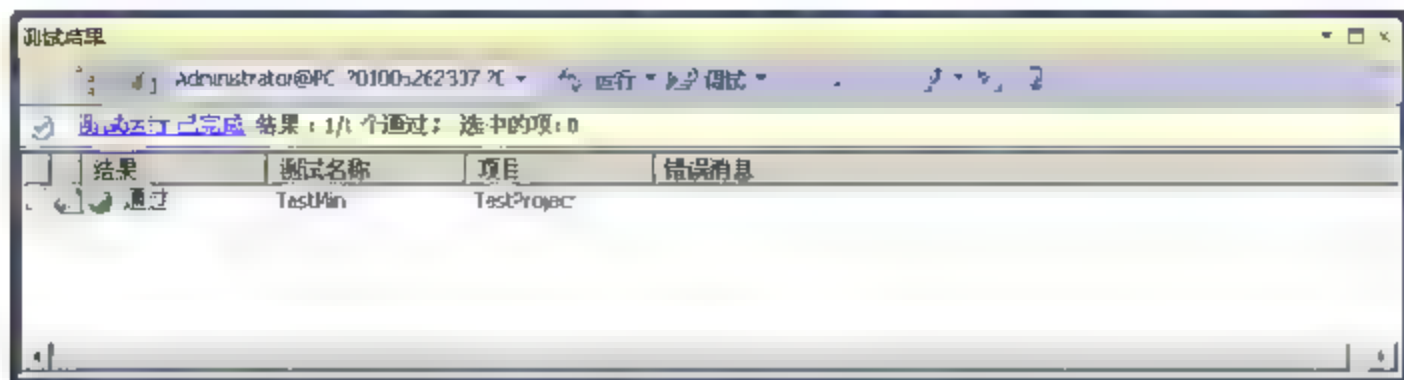 测试结果
Administrator@PC 运行 调试
测试运行 已完成 结果：1/1 个通过； 选中的项：0
结果 测试名称 项目 错误消息
通过 TestMin TestProject